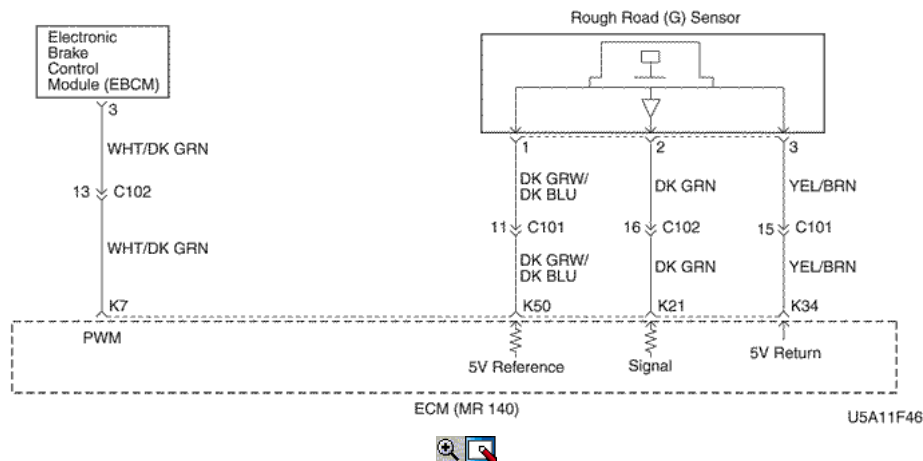 Rough Road (G) Sensor
Electronic
Brake
Control
Module (EBCM)
3
1
2
3
WHT/DK GRN
DK GRW/
DK BLU
DK GRN
YEL/BRN
13 C102
11 C101
16 C102
15 C101
WHT/DK GRN
DK GRW/
DK BLU
DK GRN
YEL/BRN
K7
K50
K21
K34
PWM
5V Reference
Signal
5V Return
ECM (MR 140)
U5A11F46